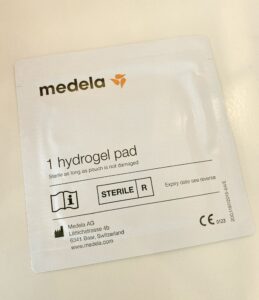 medela
1 hydrogel pad
Sterile as long as pouch is not damaged
STERILE R
Expiry date see reverse
Medela AG
Lättichstrasse 4b
6341 Baar, Switzerland
www.medela.com
CE 0123